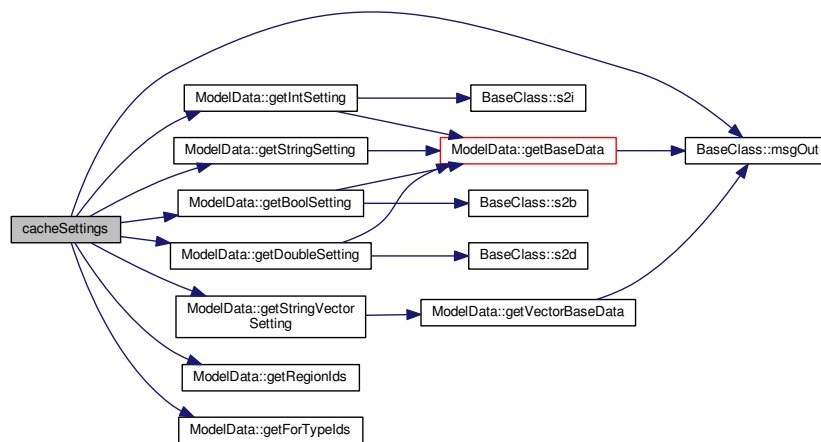 cacheSettings
ModelData::getIntSetting
ModelData::getStringSetting
ModelData::getBoolSetting
ModelData::getDoubleSetting
ModelData::getStringVector
Setting
ModelData::getRegionIds
ModelData::getForTypeIds
BaseClass::s2i
ModelData::getBaseData
BaseClass::s2b
BaseClass::s2d
ModelData::getVectorBaseData
BaseClass::msgOut